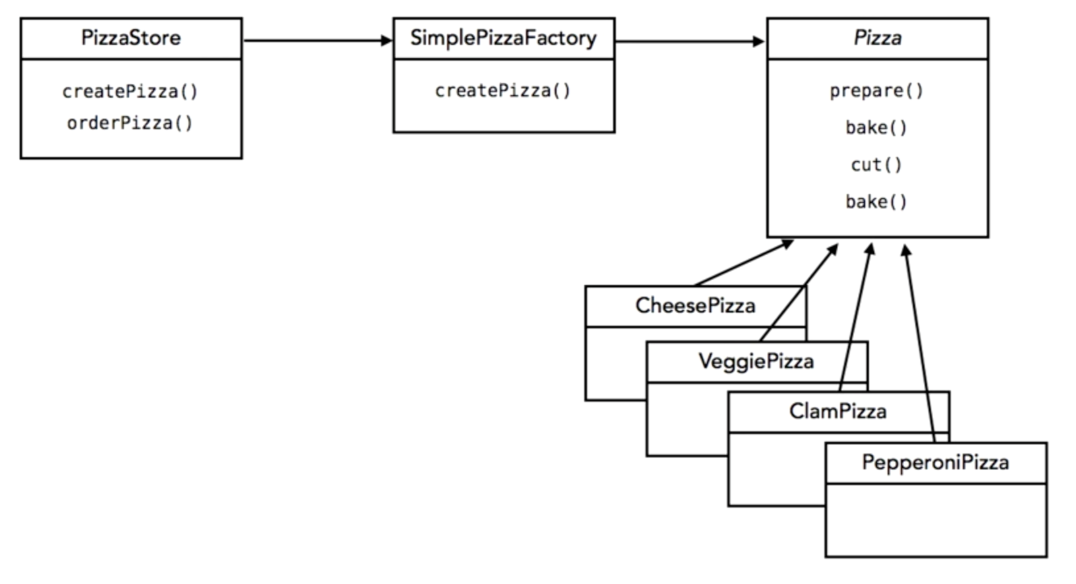 PizzaStore
createPizza()
orderPizza()
SimplePizzaFactory
createPizza()
Pizza
prepare()
bake()
cut()
bake()
CheesePizza
VeggiePizza
ClamPizza
PepperoniPizza